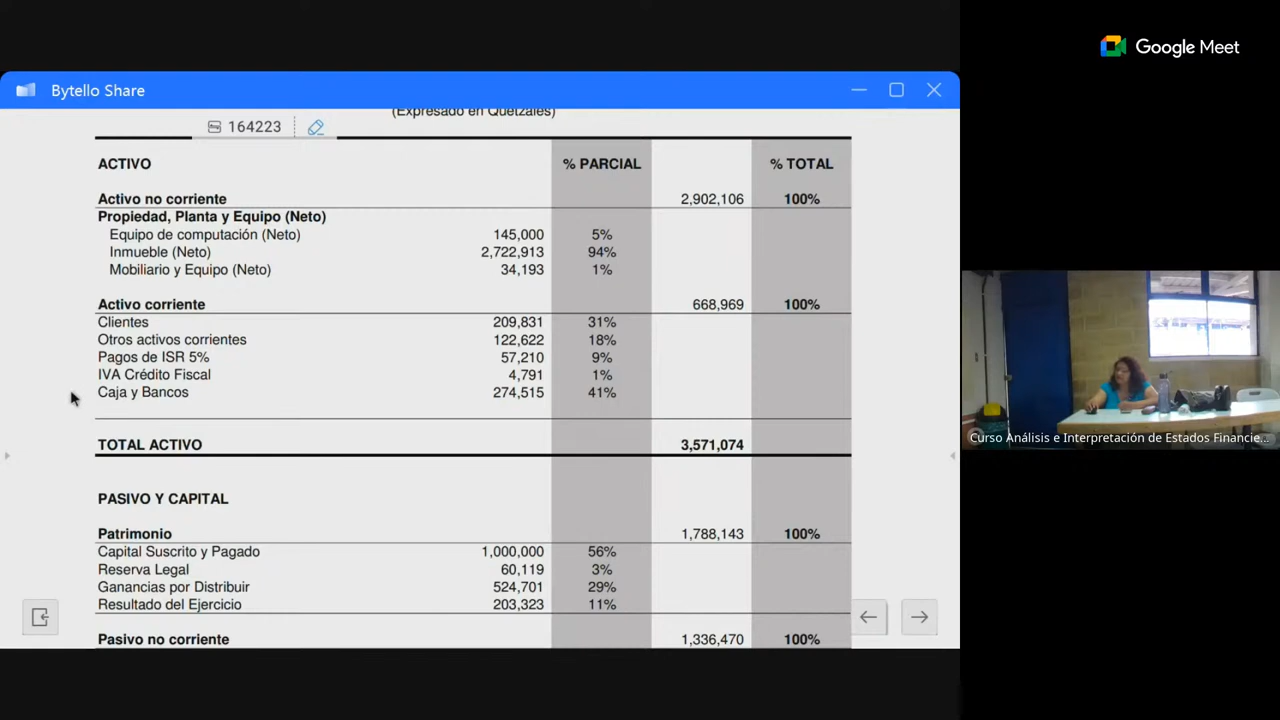 Google Meet
Bytello Share
(Expresado en Quetzales)
164223
ACTIVO % PARCIAL % TOTAL
Activo no corriente 2,902,106 100%
Propiedad, Planta y Equipo (Neto)
Equipo de computación (Neto) 145,000 5%
Inmueble (Neto) 2,722,913 94%
Mobiliario y Equipo (Neto) 34,193 1%
Activo corriente 668,969 100%
Clientes 209,831 31%
Otros activos corrientes 122,622 18%
Pagos de ISR 5% 57,210 9%
IVA Crédito Fiscal 4,791 1%
Caja y Bancos 274,515 41%
TOTAL ACTIVO 3,571,074
PASIVO Y CAPITAL
Patrimonio 1,788,143 100%
Capital Suscrito y Pagado 1,000,000 56%
Reserva Legal 60,119 3%
Ganancias por Distribuir 524,701 29%
Resultado del Ejercicio 203,323 11%
Pasivo no corriente 1,336,470 100%
Curso Análisis e Interpretación de Estados Financie...